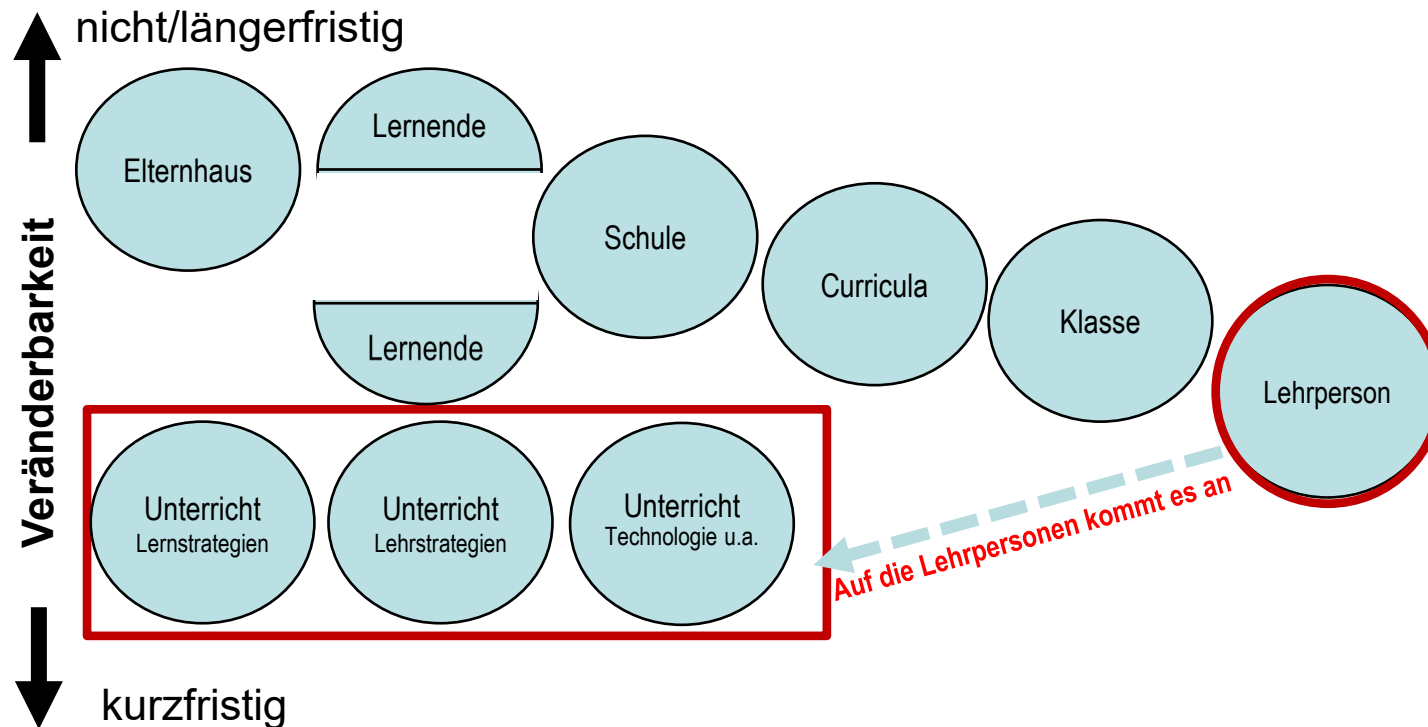 nicht/längerfristig
Veränderbarkeit
Elternhaus
Lernende
Schule
Curricula
Klasse
Lehrperson
Lernende
Unterricht
Lernstrategien
Unterricht
Lehrstrategien
Unterricht
Technologie u.a.
Auf die Lehrpersonen kommt es an
kurzfristig